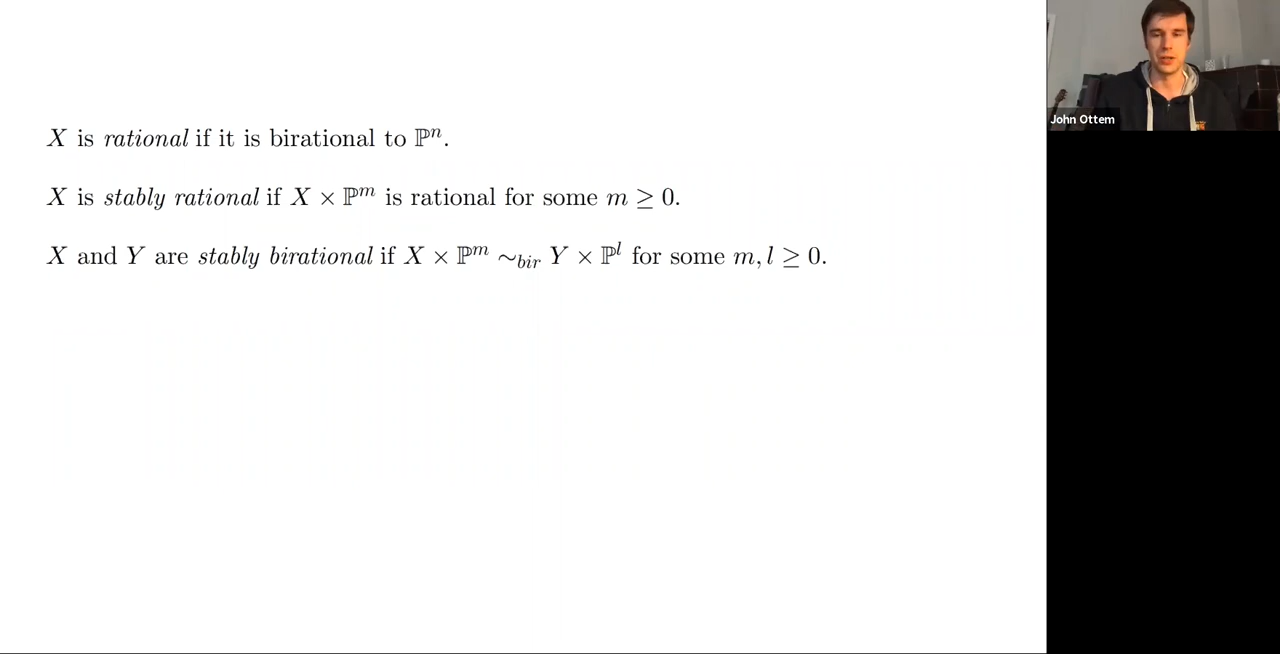 X is rational if it is birational to ℙⁿ.
X is stably rational if X × ℙᵐ is rational for some m ≥ 0.
X and Y are stably birational if X × ℙᵐ ∼_bir Y × ℙˡ for some m, l ≥ 0.
John Ottem